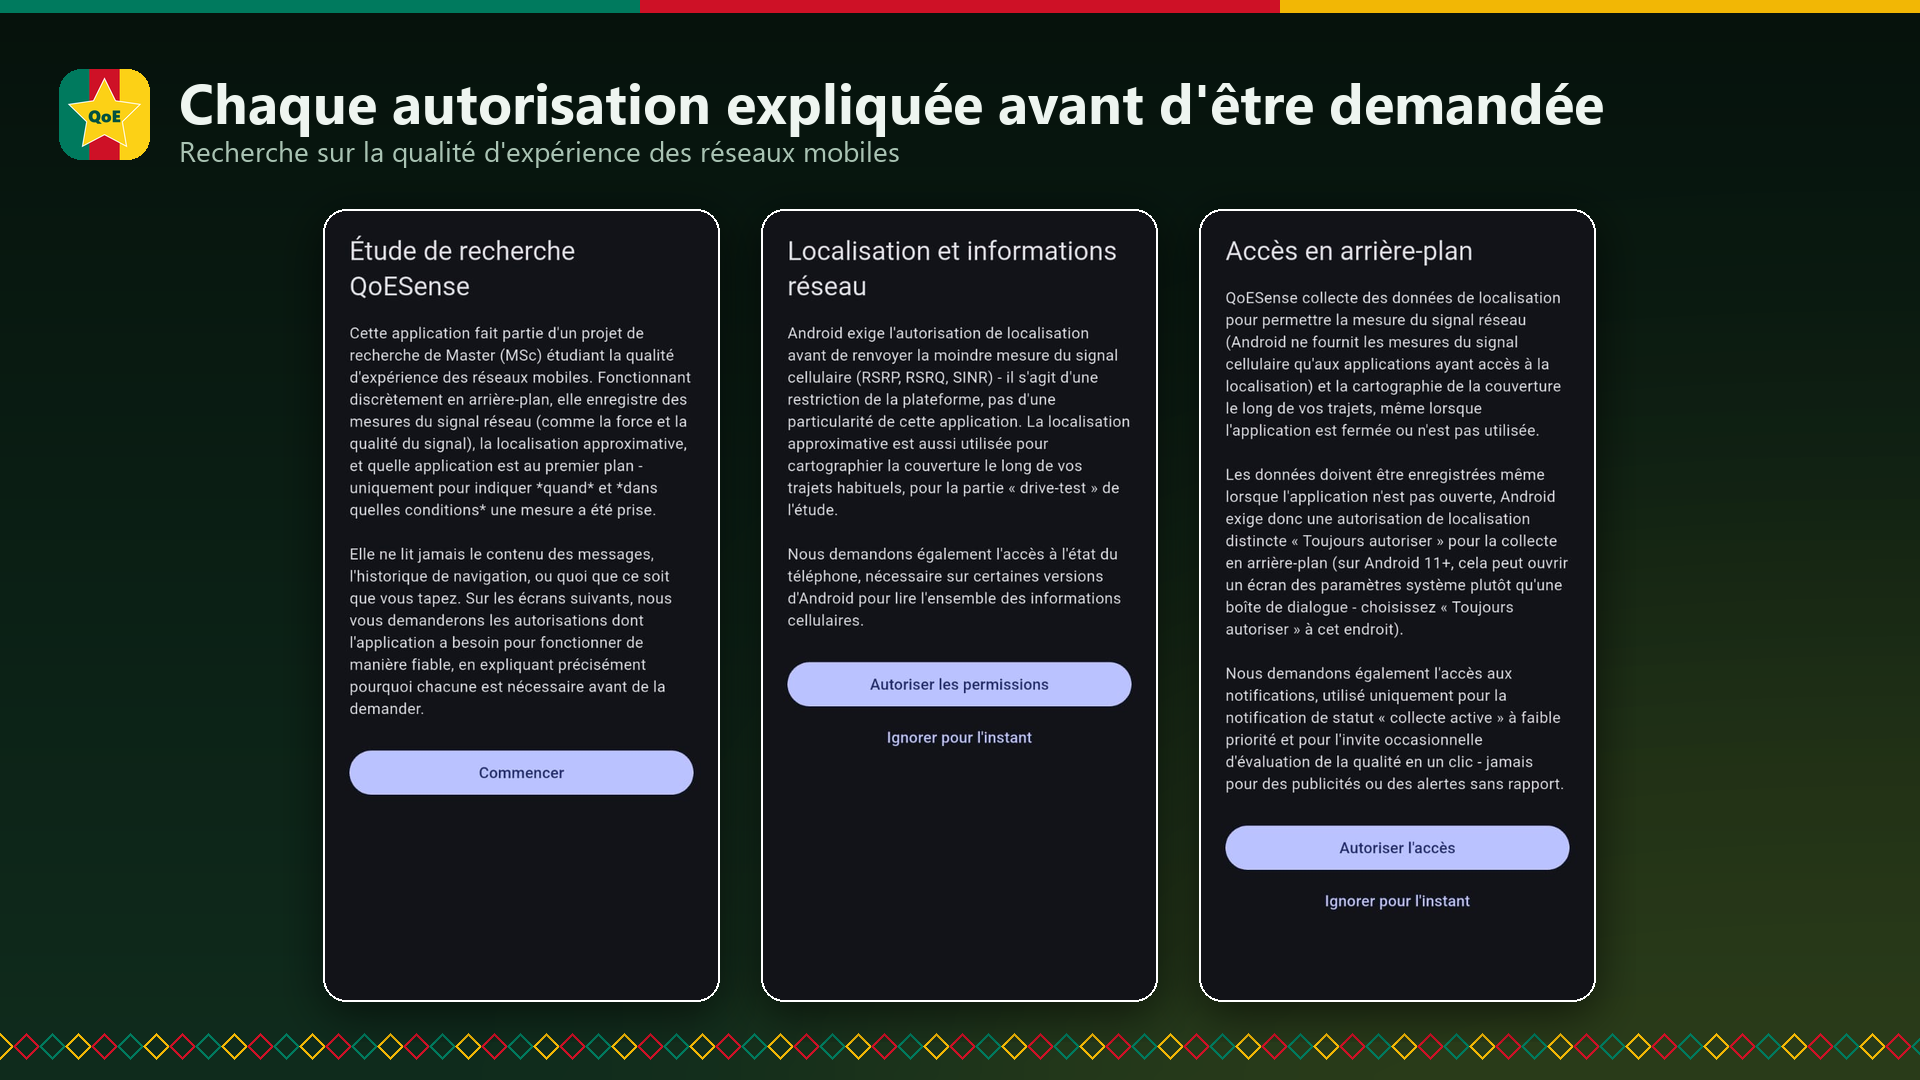 QoE
Chaque autorisation expliquée avant d'être demandée
Recherche sur la qualité d'expérience des réseaux mobiles
Étude de recherche
QoESense
Cette application fait partie d'un projet de
recherche de Master (MSc) étudiant la qualité
d'expérience des réseaux mobiles. Fonctionnant
discrètement en arrière-plan, elle enregistre des
mesures du signal réseau (comme la force et la
qualité du signal), la localisation approximative,
et quelle application est au premier plan -
uniquement pour indiquer *quand* et *dans
quelles conditions* une mesure a été prise.
Elle ne lit jamais le contenu des messages,
l'historique de navigation, ou quoi que ce soit
que vous tapez. Sur les écrans suivants, nous
vous demanderons les autorisations dont
l'application a besoin pour fonctionner de
manière fiable, en expliquant précisément
pourquoi chacune est nécessaire avant de la
demander.
Commencer
Localisation et informations
réseau
Android exige l'autorisation de localisation
avant de renvoyer la moindre mesure du signal
cellulaire (RSRP, RSRQ, SINR) - il s'agit d'une
restriction de la plateforme, pas d'une
particularité de cette application. La localisation
approximative est aussi utilisée pour
cartographier la couverture le long de vos
trajets habituels, pour la partie « drive-test » de
l'étude.
Nous demandons également l'accès à l'état du
téléphone, nécessaire sur certaines versions
d'Android pour lire l'ensemble des informations
cellulaires.
Autoriser les permissions
Ignorer pour l'instant
Accès en arrière-plan
QoESense collecte des données de localisation
pour permettre la mesure du signal réseau
(Android ne fournit les mesures du signal
cellulaire qu'aux applications ayant accès à la
localisation) et la cartographie de la couverture
le long de vos trajets, même lorsque
l'application est fermée ou n'est pas utilisée.
Les données doivent être enregistrées même
lorsque l'application n'est pas ouverte, Android
exige donc une autorisation de localisation
distincte « Toujours autoriser » pour la collecte
en arrière-plan (sur Android 11+, cela peut ouvrir
un écran des paramètres système plutôt qu'une
boîte de dialogue - choisissez « Toujours
autoriser » à cet endroit).
Nous demandons également l'accès aux
notifications, utilisé uniquement pour la
notification de statut « collecte active » à faible
priorité et pour l'invite occasionnelle
d'évaluation de la qualité en un clic - jamais
pour des publicités ou des alertes sans rapport.
Autoriser l'accès
Ignorer pour l'instant